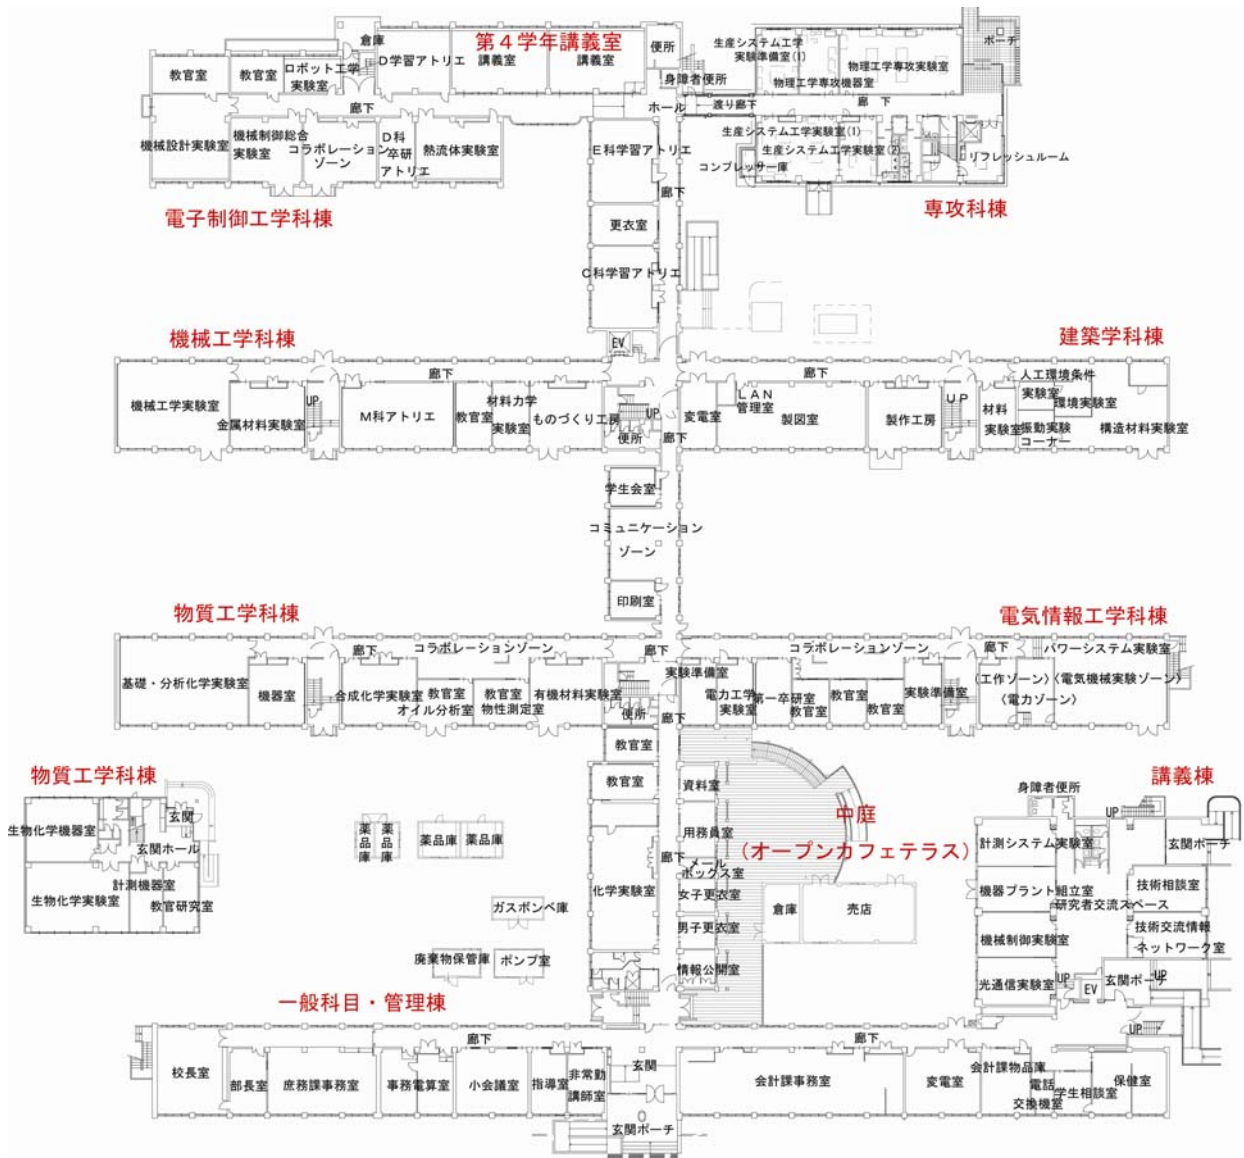 倉庫
第４学年講義室
Ｄ学習アトリエ
講義室
講義室
便所
生産システム工学
実験準備室(1)
ポーチ
教官室
教官室
ロボット工学
実験室
身障者便所
物理工学専攻実験室
物理工学専攻機器室
廊下
ホール
渡り廊下
廊下
機械設計実験室
機械制御総合
実験室
コラボレーション
ゾーン
Ｄ科
卒研
アトリエ
熱流体実験室
Ｅ科学習アトリエ
生産システム工学実験室(1)
生産システム工学実験室(2)
コンプレッサー庫
リフレッシュルーム
廊下
電子制御工学科棟
専攻科棟
更衣室
Ｃ科学習アトリエ
機械工学科棟
EV
建築学科棟
廊下
廊下
機械工学実験室
金属材料実験室
UP
Ｍ科アトリエ
教官室
材料力学
実験室
ものづくり工房
UP
便所
廊下
変電室
ＬＡＮ
管理室
製図室
製作工房
ＵＰ
材料
実験室
人工環境条件
実験室
環境実験室
振動実験
コーナー
構造材料実験室
学生会室
コミュニケーション
ゾーン
印刷室
物質工学科棟
電気情報工学科棟
廊下
コラボレーションゾーン
廊下
コラボレーションゾーン
廊下
パワーシステム実験室
基礎・分析化学実験室
機器室
合成化学実験室
教官室
オイル分析室
教官室
物性測定室
有機材料実験室
便所
廊下
実験準備室
電力工学
実験室
第一卒研室
教官室
教官室
教官室
実験準備室
〈工作ゾーン〉
〈電気機械実験ゾーン〉
〈電力ゾーン〉
教官室
物質工学科棟
教官室
資料室
講義棟
身障者便所
UP
生物化学機器室
玄関
玄関ホール
薬品庫
薬品庫
薬品庫
薬品庫
用務員室
中庭
（オープンカフェテラス）
計測システム実験室
玄関ポーチ
廊下
メール
ボックス室
計測機器室
生物化学実験室
教官研究室
化学実験室
女子更衣室
機器プラント組立室
研究者交流スペース
技術相談室
ガスボンベ庫
倉庫
売店
男子更衣室
機械制御実験室
技術交流情報
ネットワーク室
廃棄物保管庫
ポンプ室
情報公開室
光通信実験室
UP
EV
玄関ポーチ
UP
一般科目・管理棟
UP
廊下
廊下
校長室
部長室
庶務課事務室
事務電算室
小会議室
指導室
非常勤
講師室
玄関
会計課事務室
変電室
会計課物品庫
電話
交換機室
学生相談室
保健室
玄関ポーチ